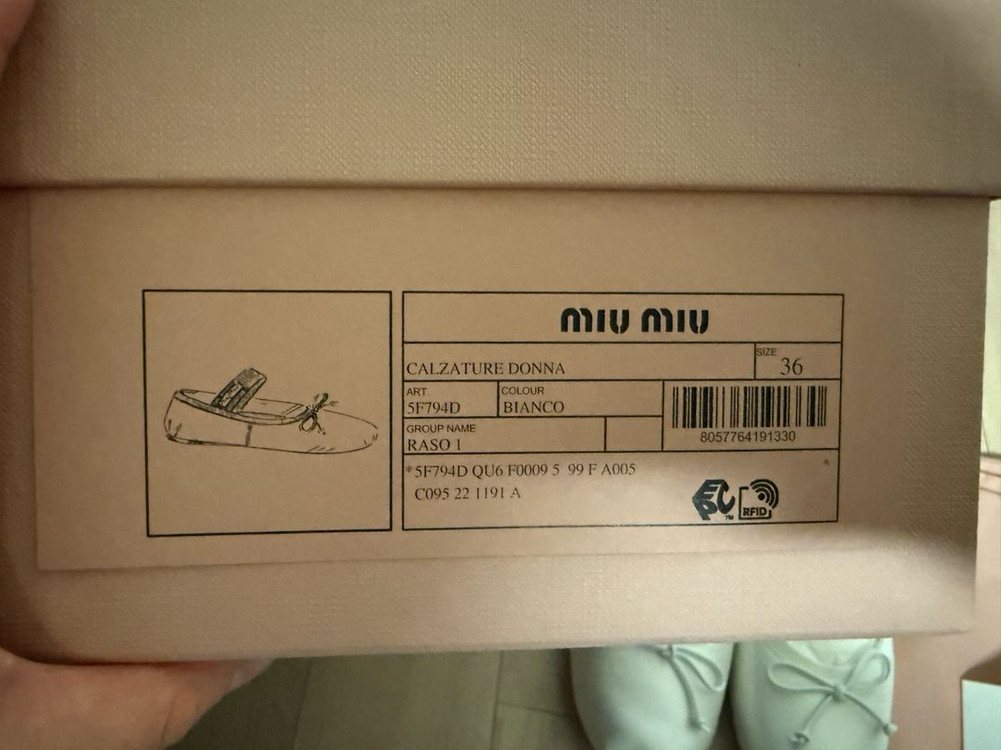 MIU MIU
CALZATURE DONNA
SIZE
36
ART.
5F794D
COLOUR
BIANCO
GROUP NAME
RASO 1
8057764191330
*5F794D QU6 F0009 5 99 F A005 *
C095 22 1191 A
EPC™
RFID